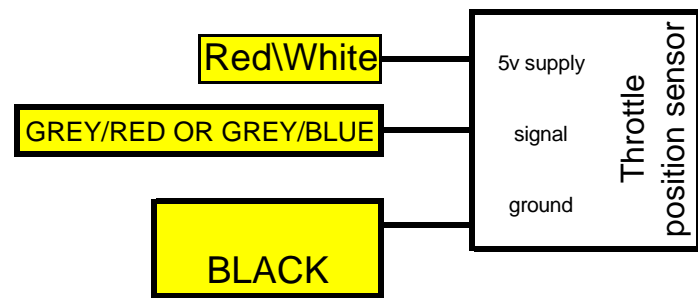 Red\White
5v supply
GREY/RED OR GREY/BLUE
signal
ground
BLACK
Throttle
position sensor